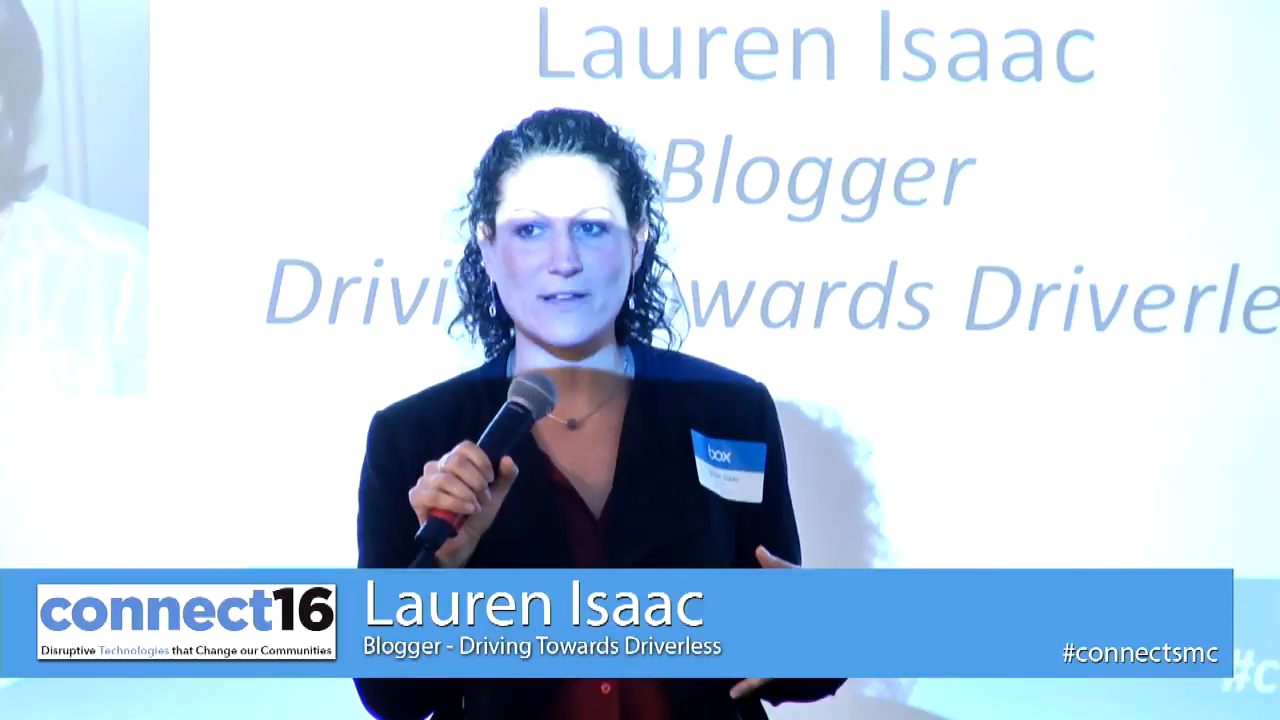 Lauren Isaac
Blogger
Drivi wards Driverle
box
connect16
Disruptive Technologies that Change our Communities
Lauren Isaac
Blogger - Driving Towards Driverless
#connectsmc
#c